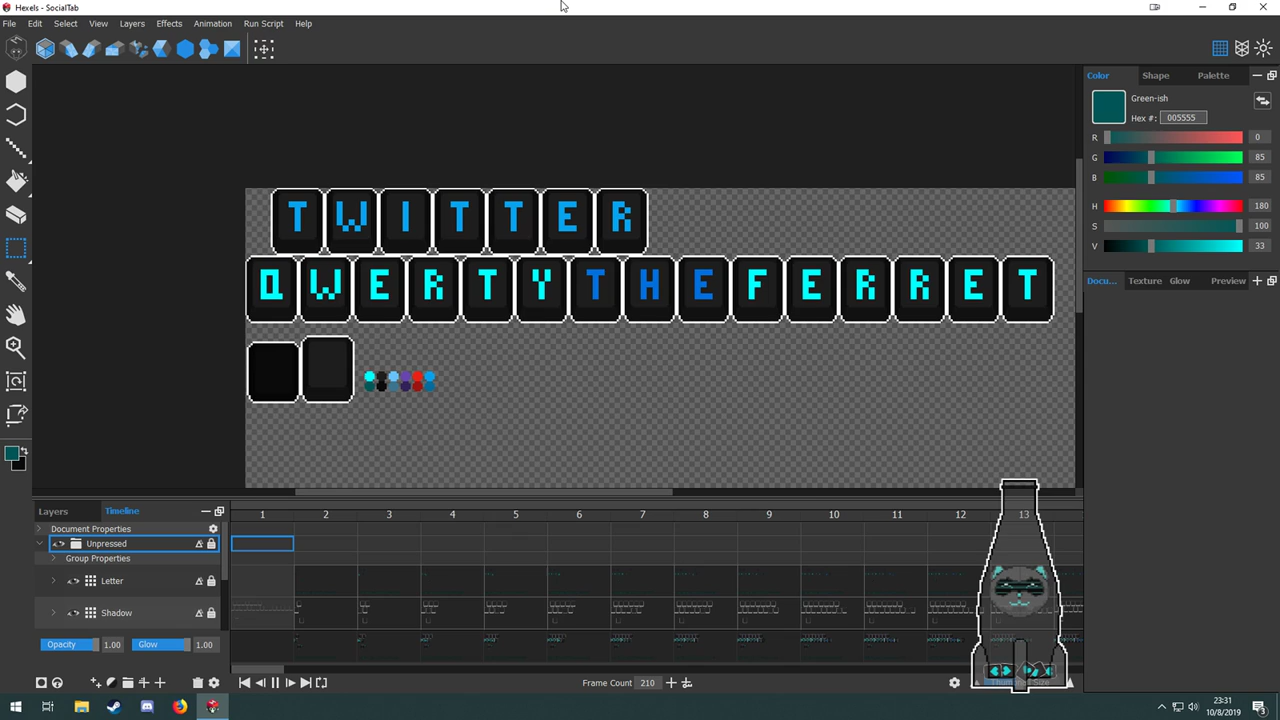 Hexels - SocialTab
File Edit Select View Layers Effects Animation Run Script Help
Color Shape Palette
Green-ish
Hex #: 005555
R 0
G 85
B 85
H 180
S 100
V 33
Docu... Texture Glow Preview
TWITTER
QWERTYTHEFERRET
Layers Timeline
1 2 3 4 5 6 7 8 9 10 11 12 13
Document Properties
Unpressed
Group Properties
Letter
Shadow
Opacity 1.00 Glow 1.00
Frame Count 210
Size
23:31
10/8/2019
3